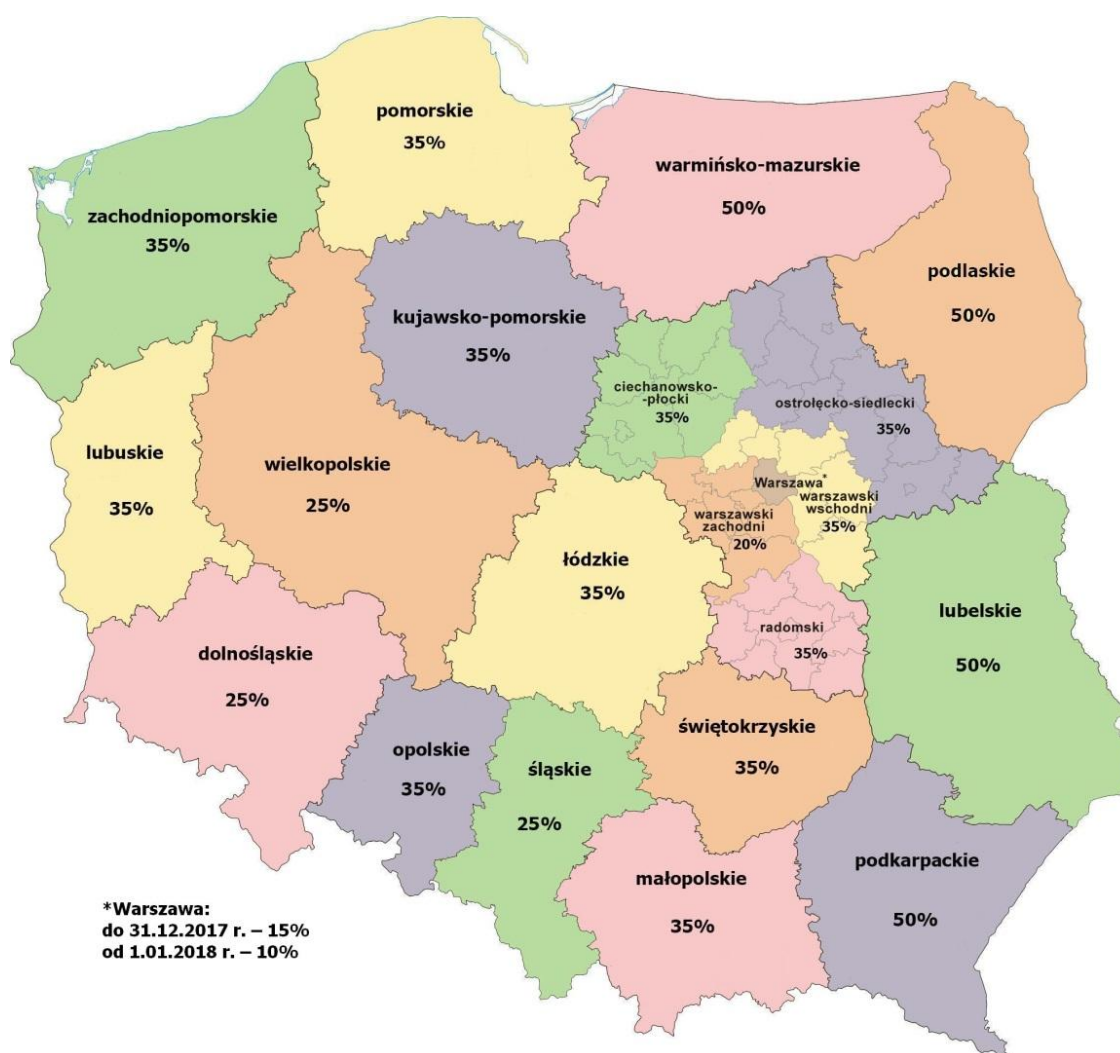 pomorskie
35%
warmińsko-mazurskie
50%
zachodniopomorskie
35%
podlaskie
50%
kujawsko-pomorskie
35%
ciechanowsko-
-płocki
35%
ostrołęcko-siedlecki
35%
lubuskie
35%
wielkopolskie
25%
Warszawa*
warszawski
wschodni
35%
warszawski
zachodni
20%
łódzkie
35%
lubelskie
50%
radomski
35%
dolnośląskie
25%
opolskie
35%
śląskie
25%
świętokrzyskie
35%
małopolskie
35%
podkarpackie
50%
*Warszawa:
do 31.12.2017 r. – 15%
od 1.01.2018 r. – 10%